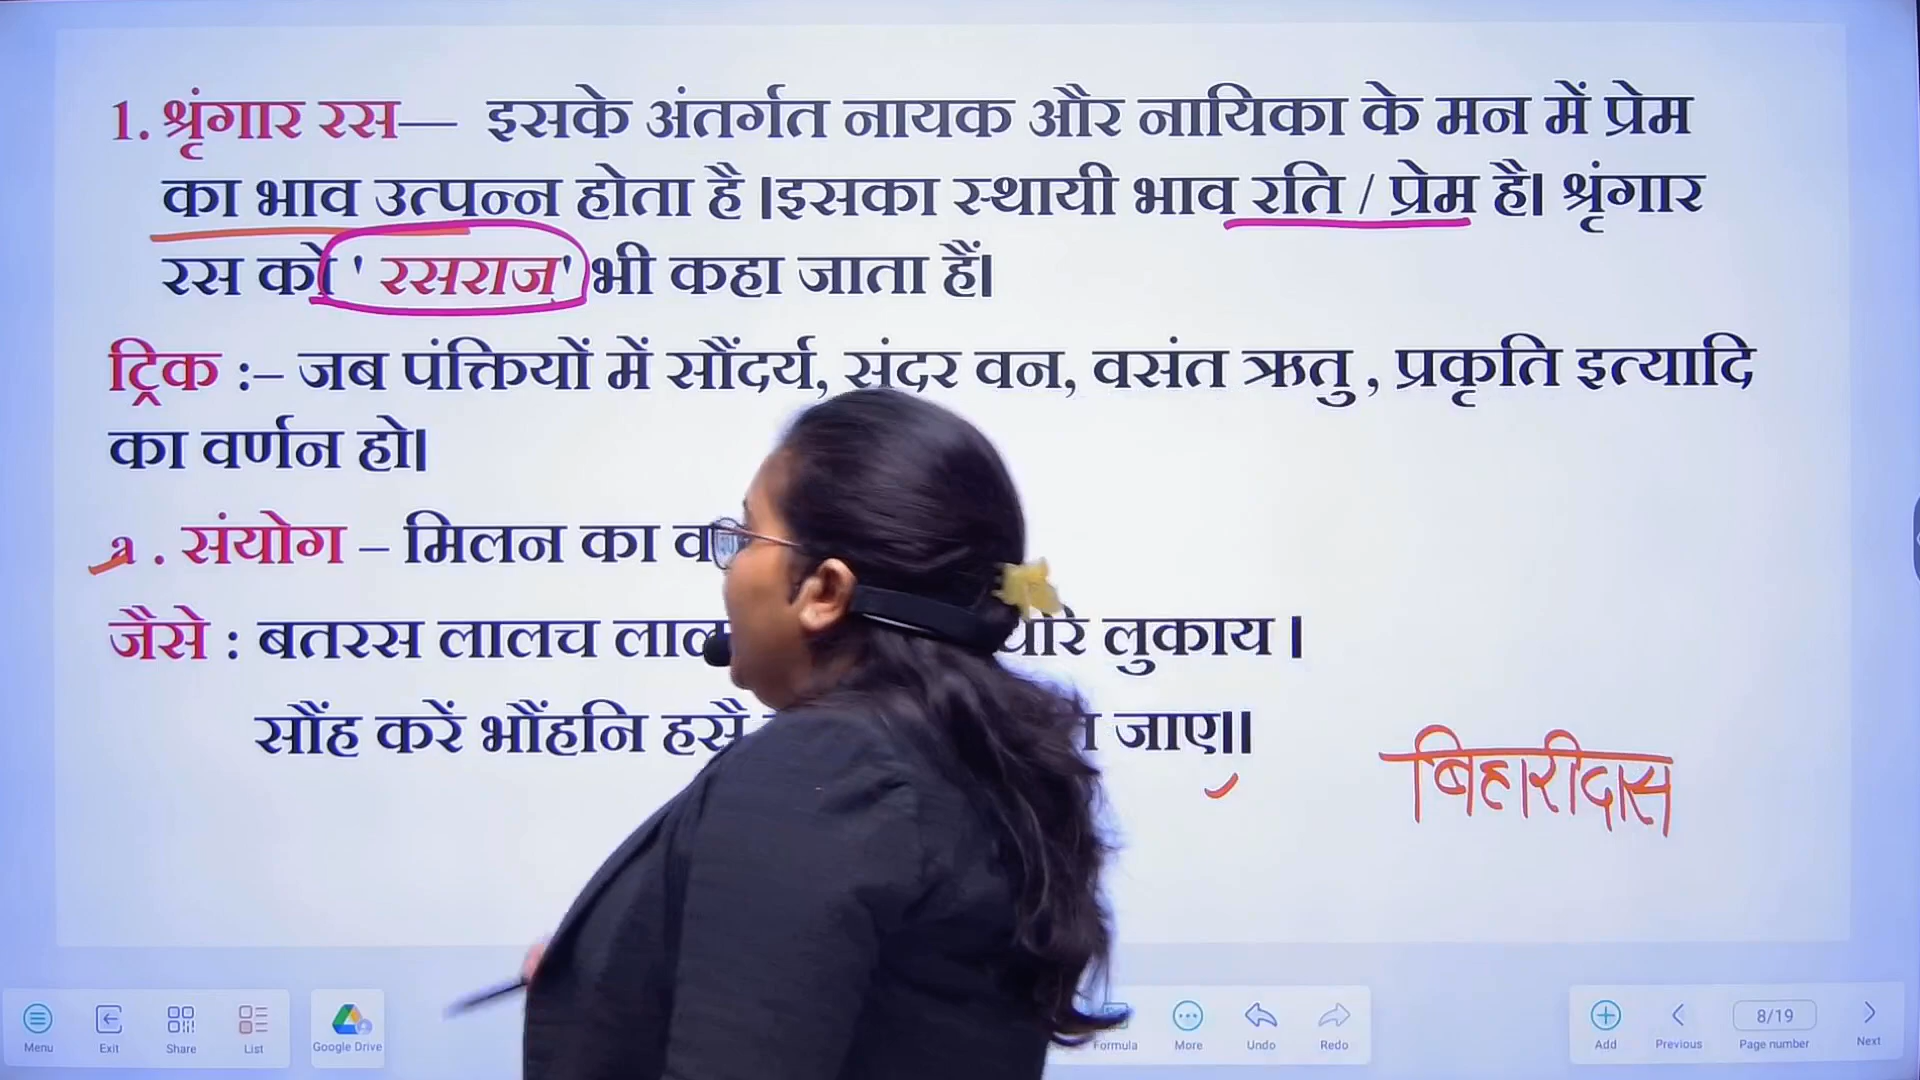 1. श्रृंगार रस— इसके अंतर्गत नायक और नायिका के मन में प्रेम
का भाव उत्पन्न होता है ।इसका स्थायी भाव रति / प्रेम है। श्रृंगार
रस को ' रसराज' भी कहा जाता हैं।
ट्रिक :– जब पंक्तियों में सौंदर्य, सुंदर वन, वसंत ऋतु , प्रकृति इत्यादि
का वर्णन हो।
a . संयोग – मिलन का
जैसे : बतरस लालच लुकाय ।
सौंह करें भौंहनि हसै जाए॥
बिहारीदास
Menu Exit Share List Google Drive Formula More Undo Redo Add Previous 8/19 Page number Next